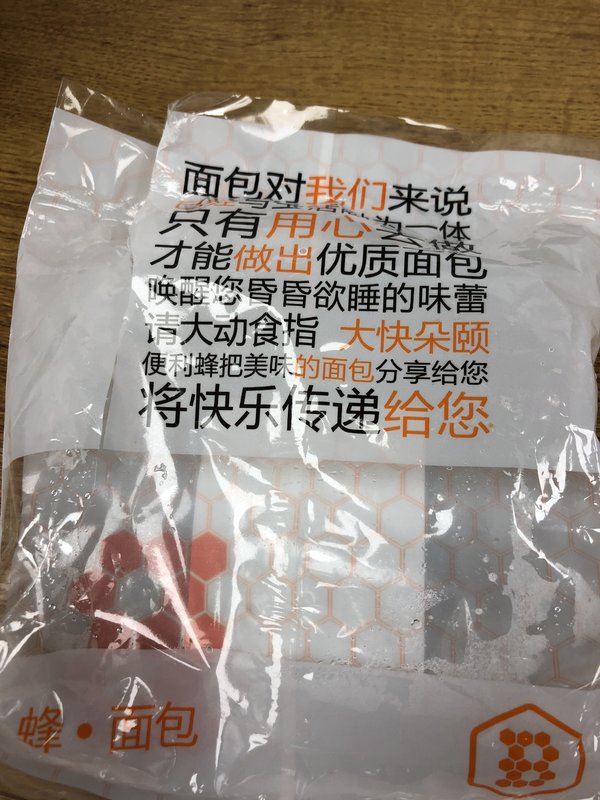 面包对我们来说
只有用心
为一体
才能做出优质面包
唤醒您昏昏欲睡的味蕾
请大动食指 大快朵颐
便利蜂把美味的面包分享给您
将快乐传递给您
蜂·面包